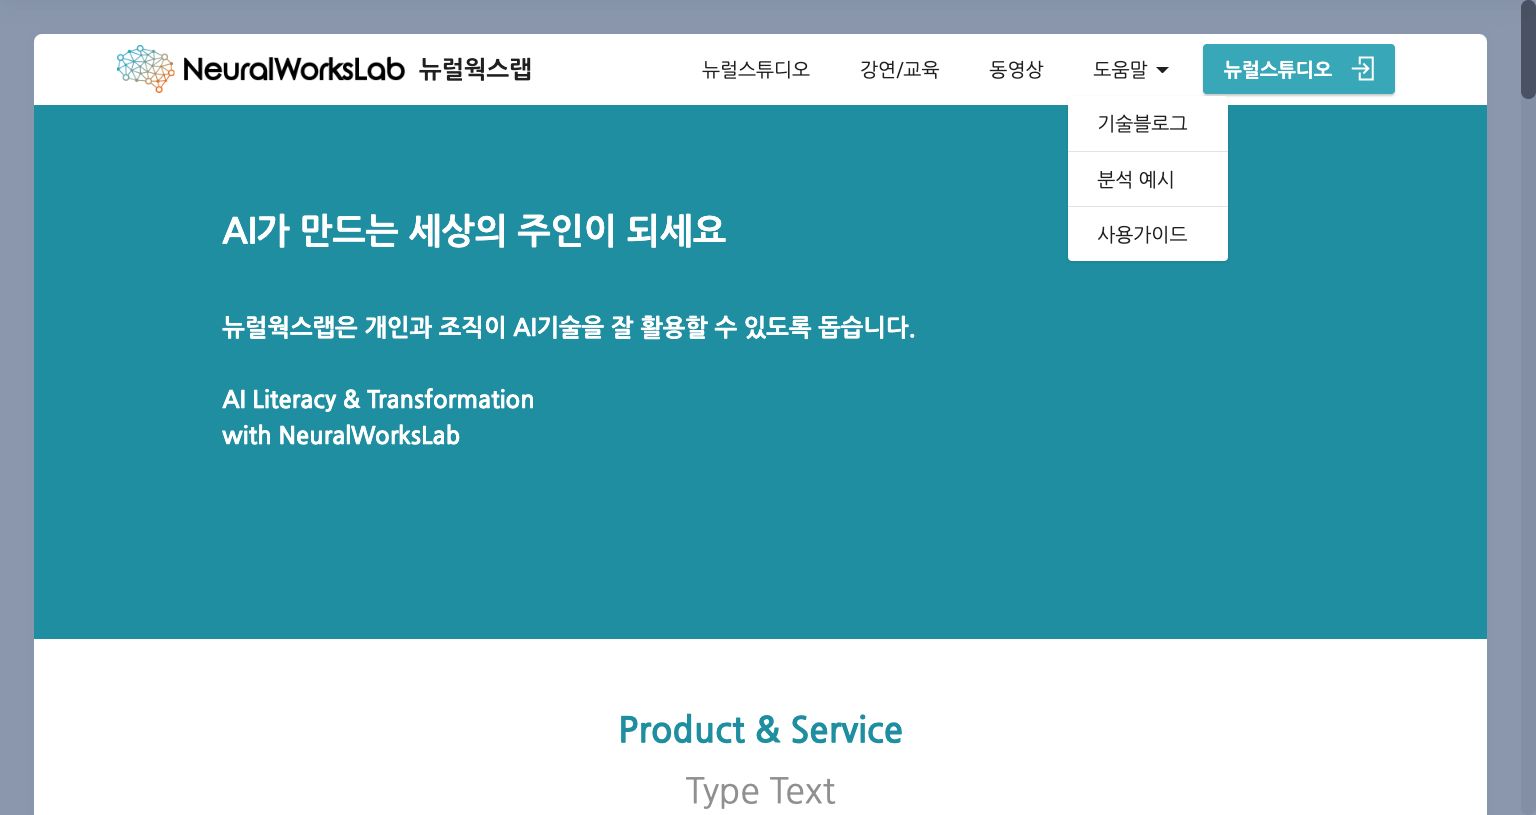 NeuralWorksLab 뉴럴웍스랩
뉴럴스튜디오
강연/교육
동영상
도움말
뉴럴스튜디오
기술블로그
분석 예시
사용가이드
AI가 만드는 세상의 주인이 되세요
뉴럴웍스랩은 개인과 조직이 AI기술을 잘 활용할 수 있도록 돕습니다.
AI Literacy & Transformation
with NeuralWorksLab
Product & Service
Type Text